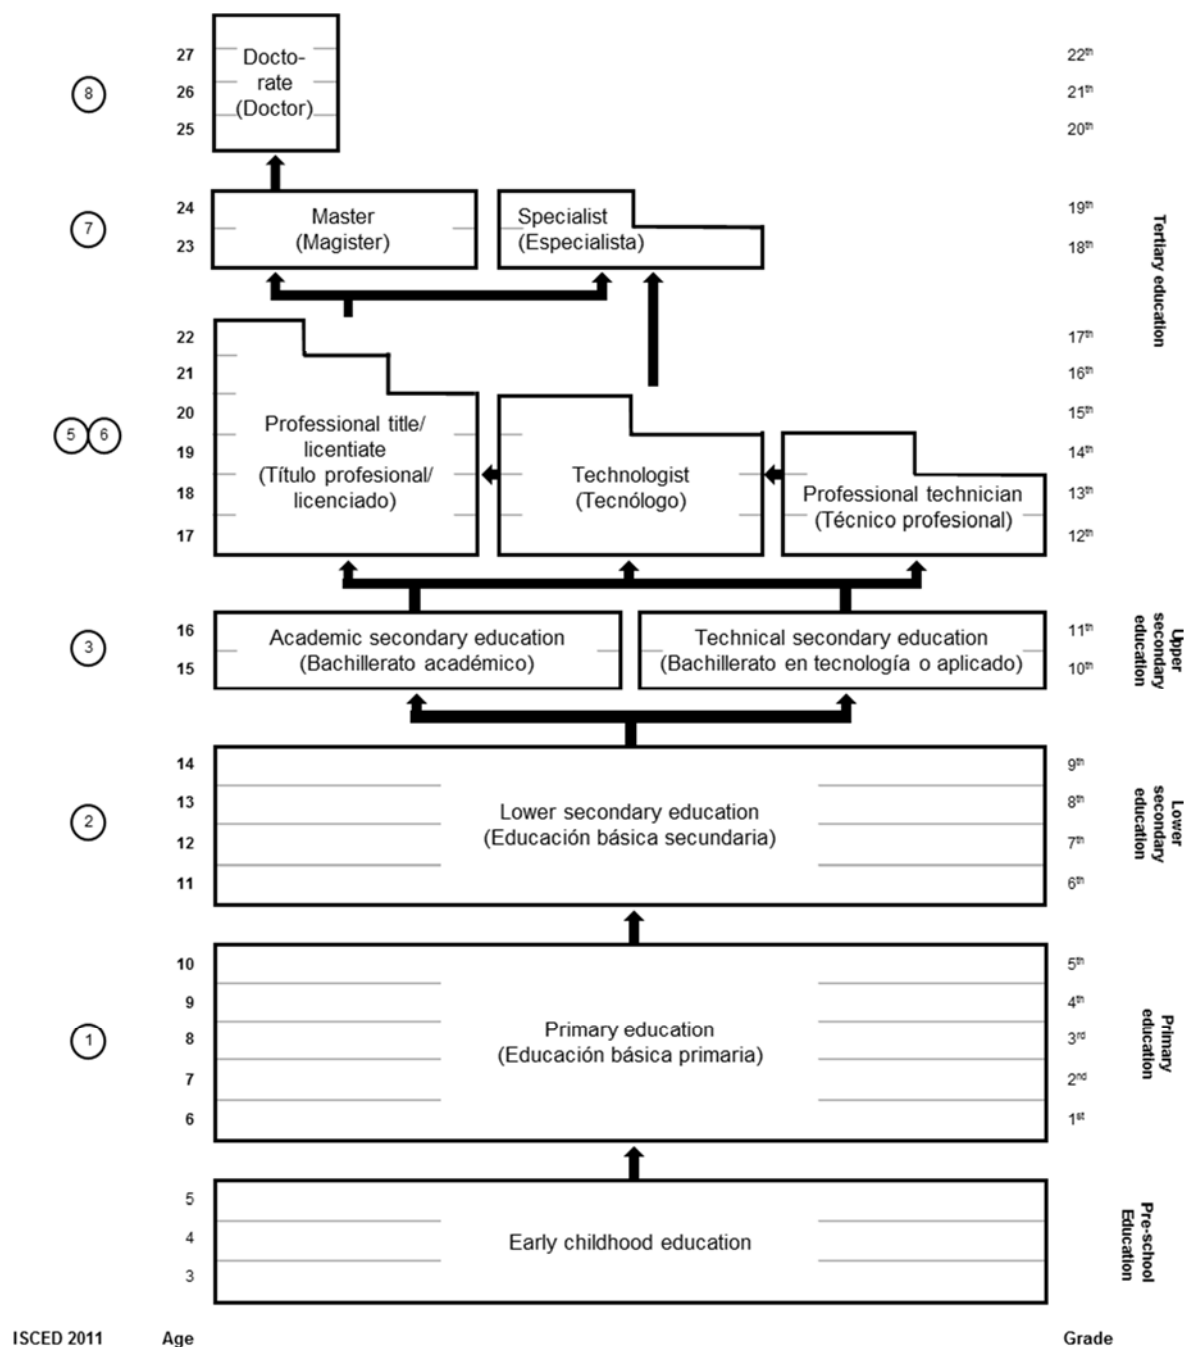 27
Docto-
22th
8
26
rate
21th
(Doctor)
25
20th
24
Master
Specialist
19th
7
(Magister)
(Especialista)
23
18th
Tertiary education
22
17th
21
16th
20
Professional title/
15th
5 6
licentiate
19
14th
(Título profesional/
Technologist
18
licenciado)
(Tecnólogo)
Professional technician
13th
(Técnico profesional)
17
12th
16
Academic secondary education
Technical secondary education
11th
3
(Bachillerato académico)
(Bachillerato en tecnología o aplicado)
15
10th
Upper
secondary
education
14
9th
13
Lower secondary education
8th
2
(Educación básica secundaria)
12
7th
11
6th
Lower
secondary
education
10
5th
9
4th
1
8
Primary education
3rd
(Educación básica primaria)
7
2nd
6
1st
Primary
education
5
4
Early childhood education
3
Pre-school
Education
ISCED 2011
Age
Grade